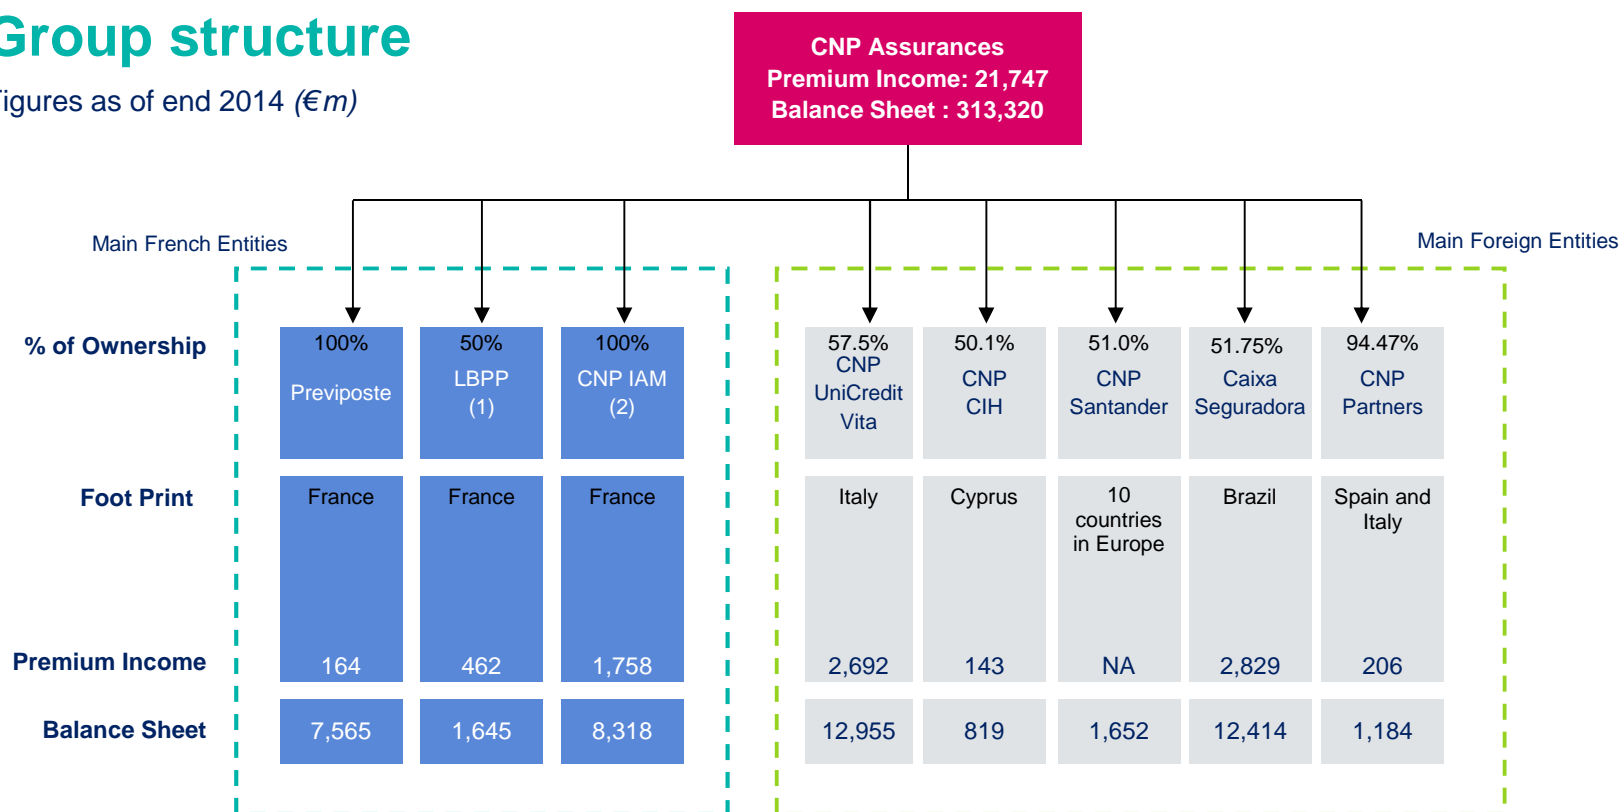 Group structure
Figures as of end 2014 (€m)
CNP Assurances
Premium Income: 21,747
Balance Sheet : 313,320
Main French Entities
Main Foreign Entities
% of Ownership
100%
Previposte
50%
LBPP
(1)
100%
CNP IAM
(2)
57.5%
CNP
UniCredit
Vita
50.1%
CNP
CIH
51.0%
CNP
Santander
51.75%
Caixa
Seguradora
94.47%
CNP
Partners
Foot Print
France
France
France
Italy
Cyprus
10
countries
in Europe
Brazil
Spain and
Italy
Premium Income
164
462
1,758
2,692
143
NA
2,829
206
Balance Sheet
7,565
1,645
8,318
12,955
819
1,652
12,414
1,184